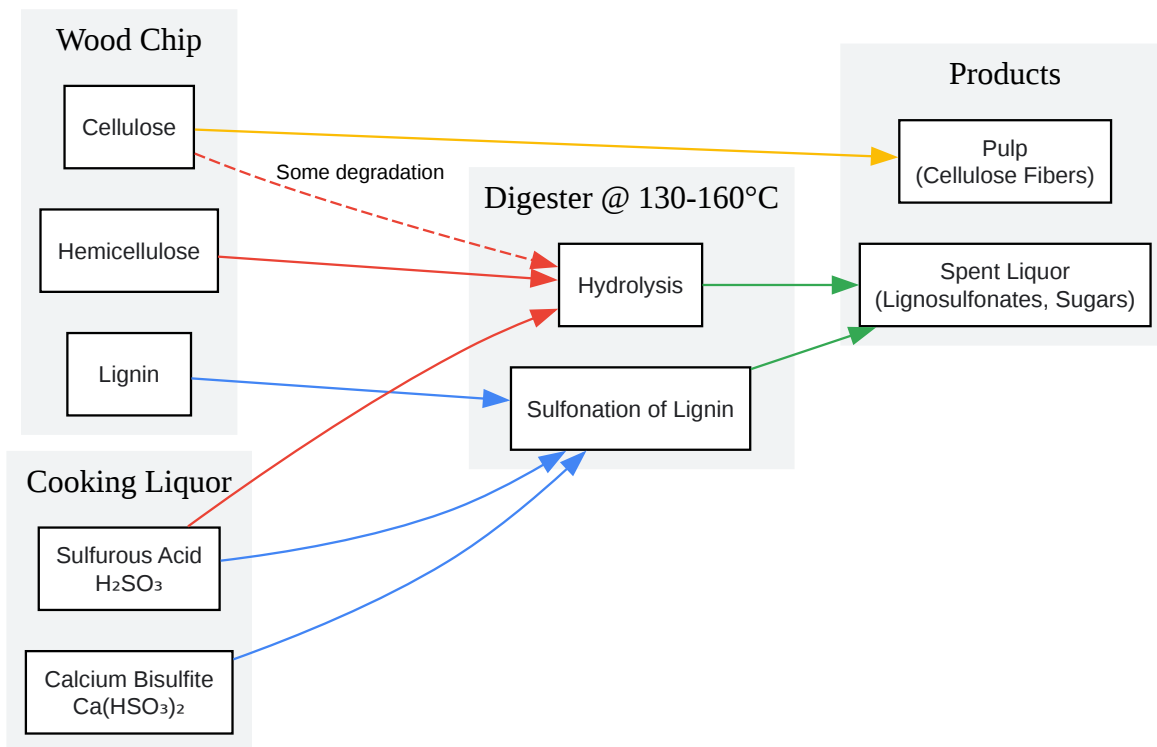 Wood Chip
Cellulose
Hemicellulose
Lignin
Cooking Liquor
Sulfurous Acid
H₂SO₃
Calcium Bisulfite
Ca(HSO₃)₂
Some degradation
Digester @ 130-160°C
Hydrolysis
Sulfonation of Lignin
Products
Pulp
(Cellulose Fibers)
Spent Liquor
(Lignosulfonates, Sugars)